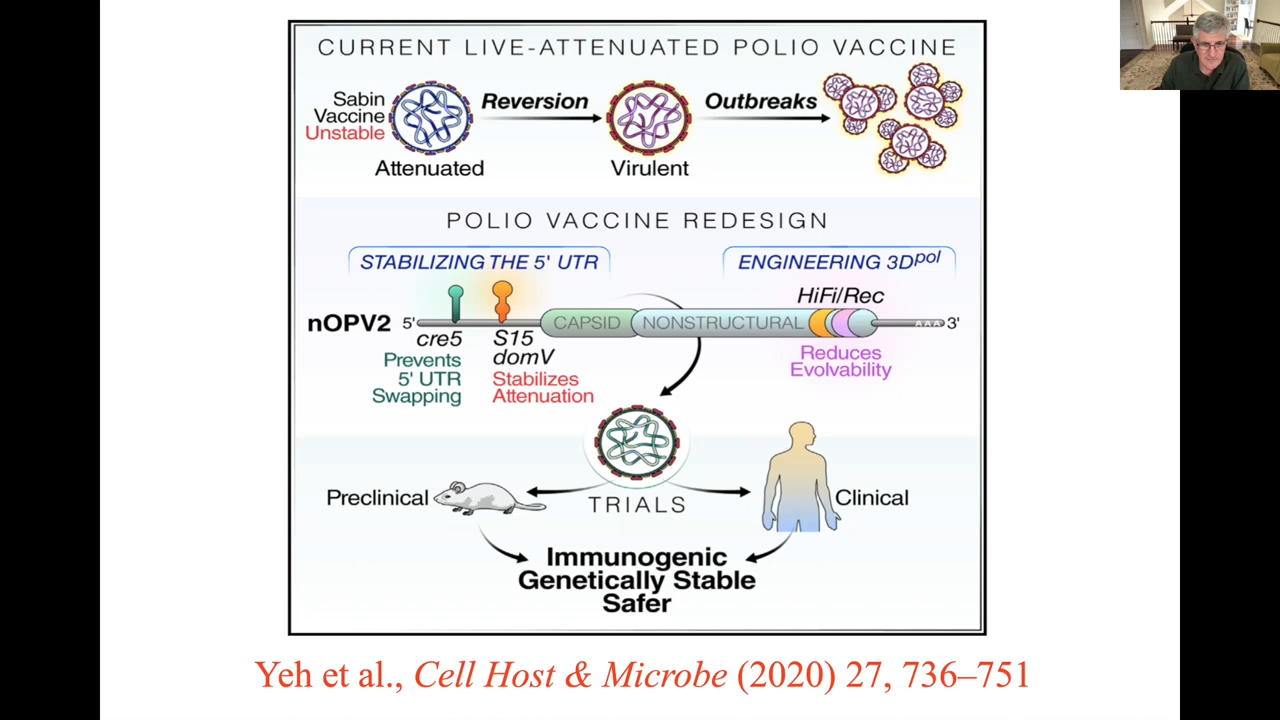 CURRENT LIVE-ATTENUATED POLIO VACCINE
Sabin
Vaccine
Unstable
Reversion
Outbreaks
Attenuated
Virulent
POLIO VACCINE REDESIGN
STABILIZING THE 5' UTR
ENGINEERING 3Dpol
HiFi/Rec
nOPV2 5' CAPSID NONSTRUCTURAL AAA 3'
cre5
Prevents
5' UTR
Swapping
S15
domV
Stabilizes
Attenuation
Reduces
Evolvability
Preclinical
TRIALS
Clinical
Immunogenic
Genetically Stable
Safer
Yeh et al., Cell Host & Microbe (2020) 27, 736–751